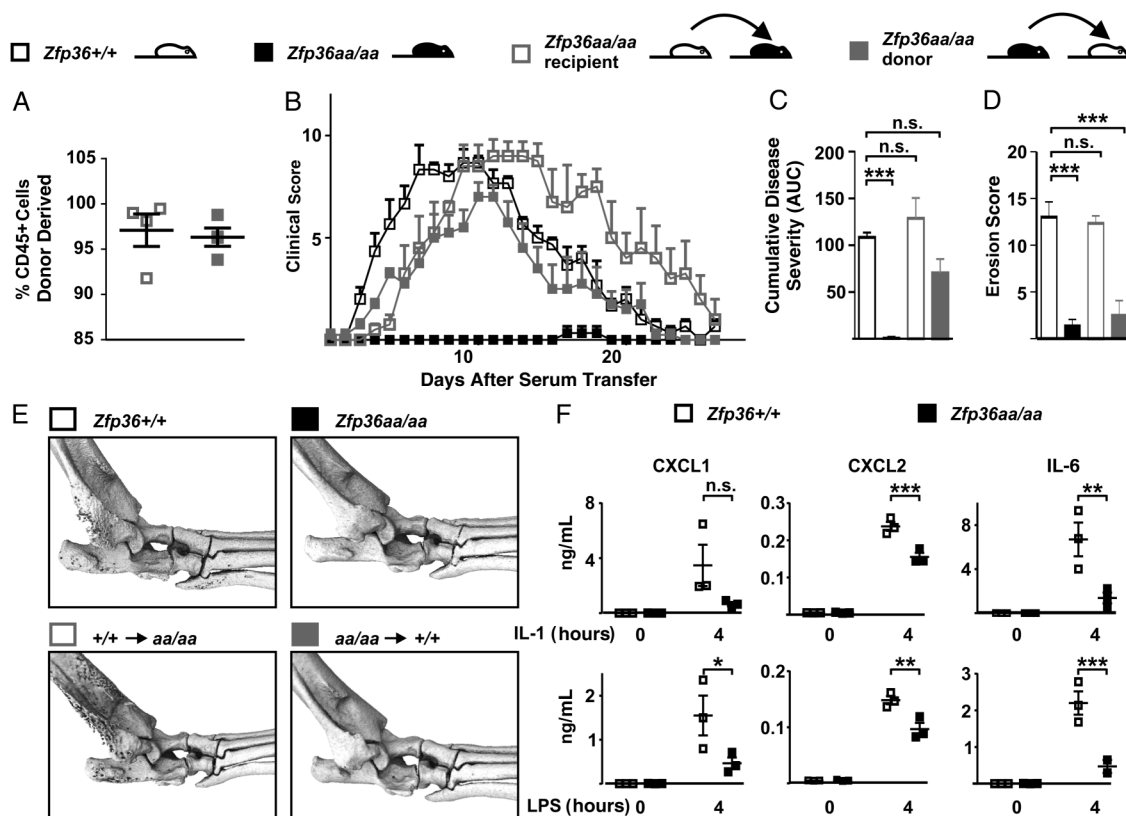 Zfp36+/+
Zfp36aa/aa
Zfp36aa/aa
recipient
Zfp36aa/aa
donor
A
% CD45+Cells
Donor Derived
105
100
95
90
85
B
Clinical Score
10
5
10
20
Days After Serum Transfer
C
Cumulative Disease
Severity (AUC)
n.s.
n.s.
***
200
150
100
50
D
Erosion Score
***
n.s.
***
20
15
10
5
E
Zfp36+/+
Zfp36aa/aa
+/+ → aa/aa
aa/aa → +/+
F
Zfp36+/+
Zfp36aa/aa
CXCL1
CXCL2
IL-6
ng/mL
8
4
n.s.
0.3
0.2
0.1
***
8
4
**
IL-1 (hours)
0
4
0
4
0
4
ng/mL
2
1
*
0.2
0.1
**
3
2
1
0
***
LPS (hours)
0
4
0
4
0
4